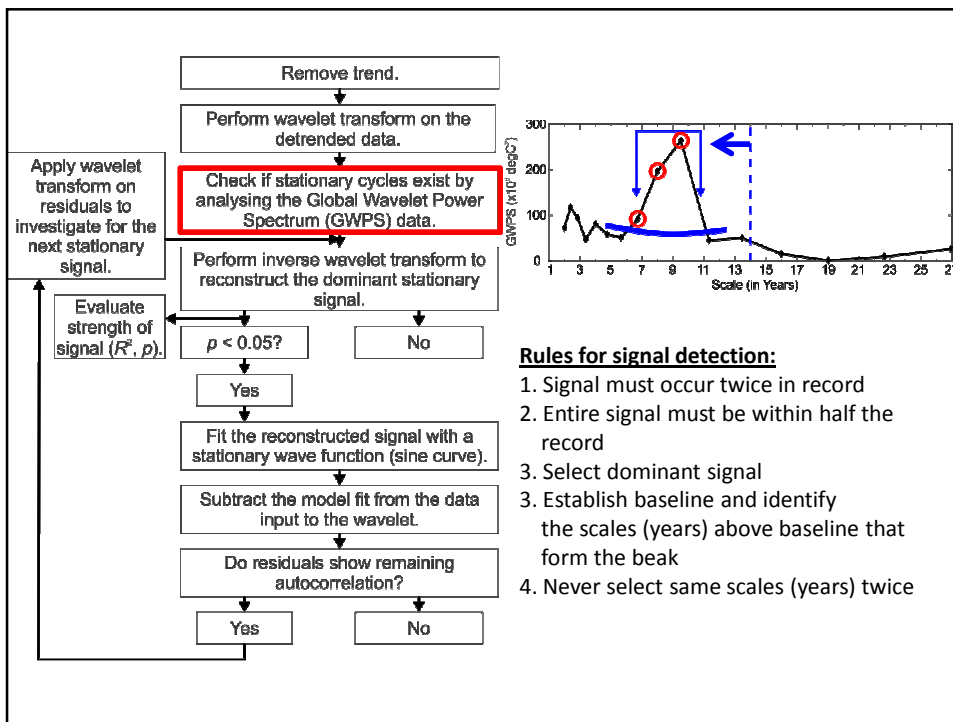 Remove trend.
Perform wavelet transform on the
detrended data.
Apply wavelet
transform on
residuals to
investigate for the
next stationary
signal.
Check if stationary cycles exist by
analysing the Global Wavelet Power
Spectrum (GWPS) data.
Perform inverse wavelet transform to
reconstruct the dominant stationary
signal.
Evaluate
strength of
signal (R², p).
p < 0.05?
No
Yes
Fit the reconstructed signal with a
stationary wave function (sine curve).
Subtract the model fit from the data
input to the wavelet.
Do residuals show remaining
autocorrelation?
Yes
No
GWPS (x10² degC²)
300
200
100
0
1 3 5 7 9 11 13 15 17 19 21 23 25 27
Scale (in Years)
Rules for signal detection:
1. Signal must occur twice in record
2. Entire signal must be within half the
record
3. Select dominant signal
3. Establish baseline and identify
the scales (years) above baseline that
form the beak
4. Never select same scales (years) twice